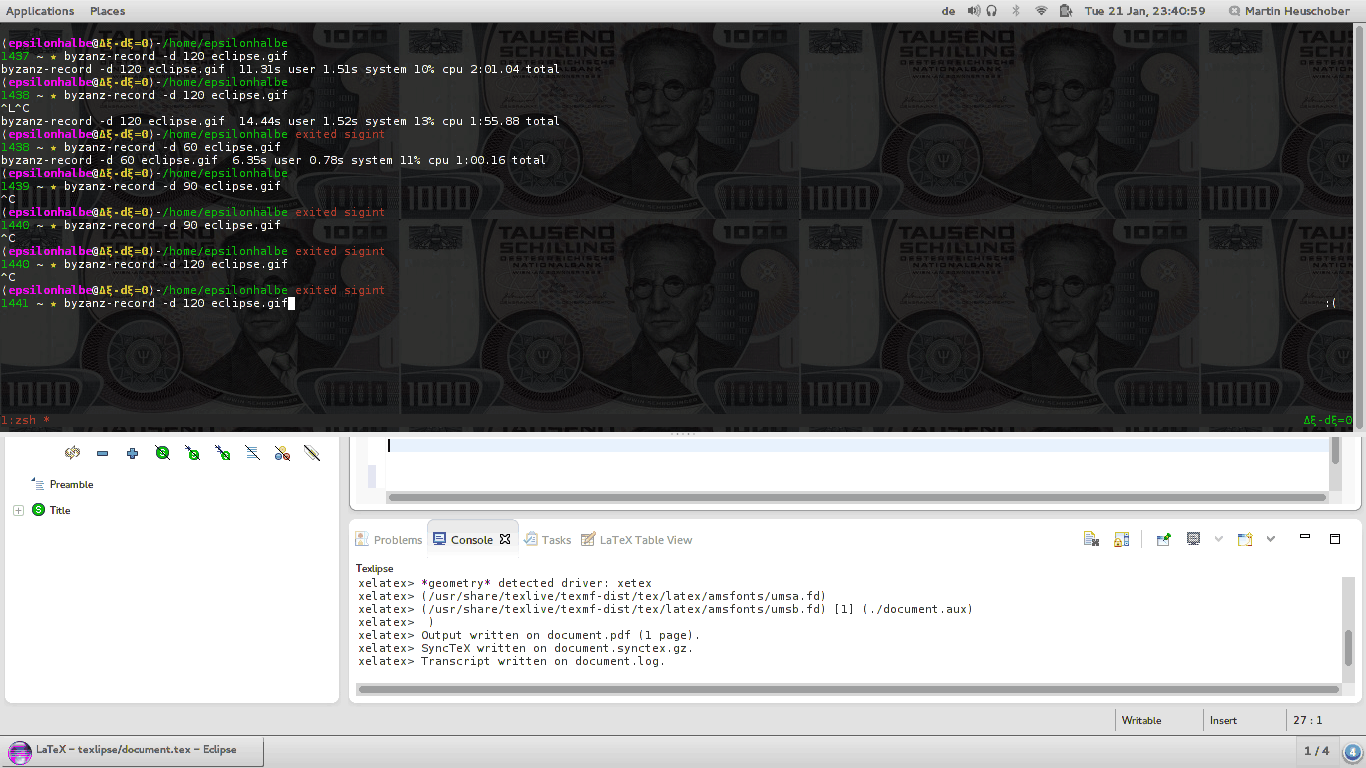 Applications Places de Tue 21 Jan, 23:40:59 Martin Heuschober
(epsilonhalbe@Δξ-dξ=0)-/home/epsilonhalbe
1437 ~ ★ byzanz-record -d 120 eclipse.gif
byzanz-record -d 120 eclipse.gif  11.31s user 1.51s system 10% cpu 2:01.04 total
(epsilonhalbe@Δξ-dξ=0)-/home/epsilonhalbe
1438 ~ ★ byzanz-record -d 120 eclipse.gif
^L^C
byzanz-record -d 120 eclipse.gif  14.44s user 1.52s system 13% cpu 1:55.88 total
(epsilonhalbe@Δξ-dξ=0)-/home/epsilonhalbe exited sigint
1438 ~ ★ byzanz-record -d 60 eclipse.gif
byzanz-record -d 60 eclipse.gif  6.35s user 0.78s system 11% cpu 1:00.16 total
(epsilonhalbe@Δξ-dξ=0)-/home/epsilonhalbe
1439 ~ ★ byzanz-record -d 90 eclipse.gif
^C
(epsilonhalbe@Δξ-dξ=0)-/home/epsilonhalbe exited sigint
1440 ~ ★ byzanz-record -d 90 eclipse.gif
^C
(epsilonhalbe@Δξ-dξ=0)-/home/epsilonhalbe exited sigint
1440 ~ ★ byzanz-record -d 120 eclipse.gif
^C
(epsilonhalbe@Δξ-dξ=0)-/home/epsilonhalbe exited sigint
1441 ~ ★ byzanz-record -d 120 eclipse.gif :(
1000
TAUSEND
SCHILLING
OESTERREICHISCHE
NATIONALBANK
1000
1:zsh * Δξ-dξ=0
Preamble
Title
Problems Console Tasks LaTeX Table View
Texlipse
xelatex> *geometry* detected driver: xetex
xelatex> (/usr/share/texlive/texmf-dist/tex/latex/amsfonts/umsa.fd)
xelatex> (/usr/share/texlive/texmf-dist/tex/latex/amsfonts/umsb.fd) [1] (./document.aux)
xelatex>  )
xelatex> Output written on document.pdf (1 page).
xelatex> SyncTeX written on document.synctex.gz.
xelatex> Transcript written on document.log.
Writable Insert 27 : 1
LaTeX – texlipse/document.tex – Eclipse 1 / 4 4